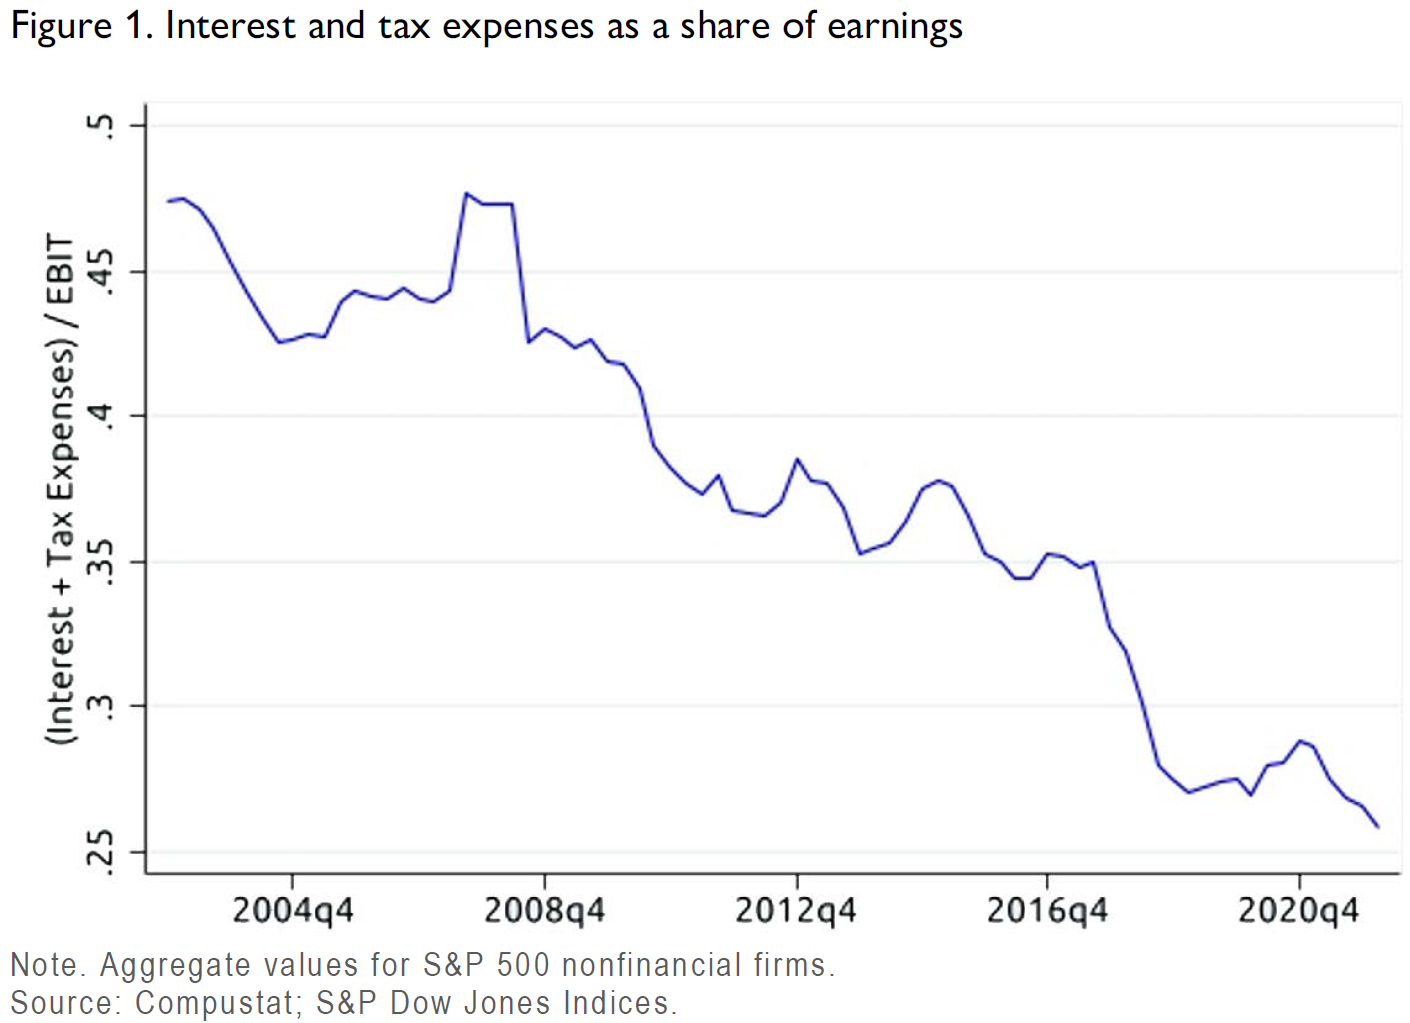 Figure 1. Interest and tax expenses as a share of earnings
(Interest + Tax Expenses) / EBIT
.5
.45
.4
.35
.3
.25
2004q4 2008q4 2012q4 2016q4 2020q4
Note. Aggregate values for S&P 500 nonfinancial firms.
Source: Compustat; S&P Dow Jones Indices.